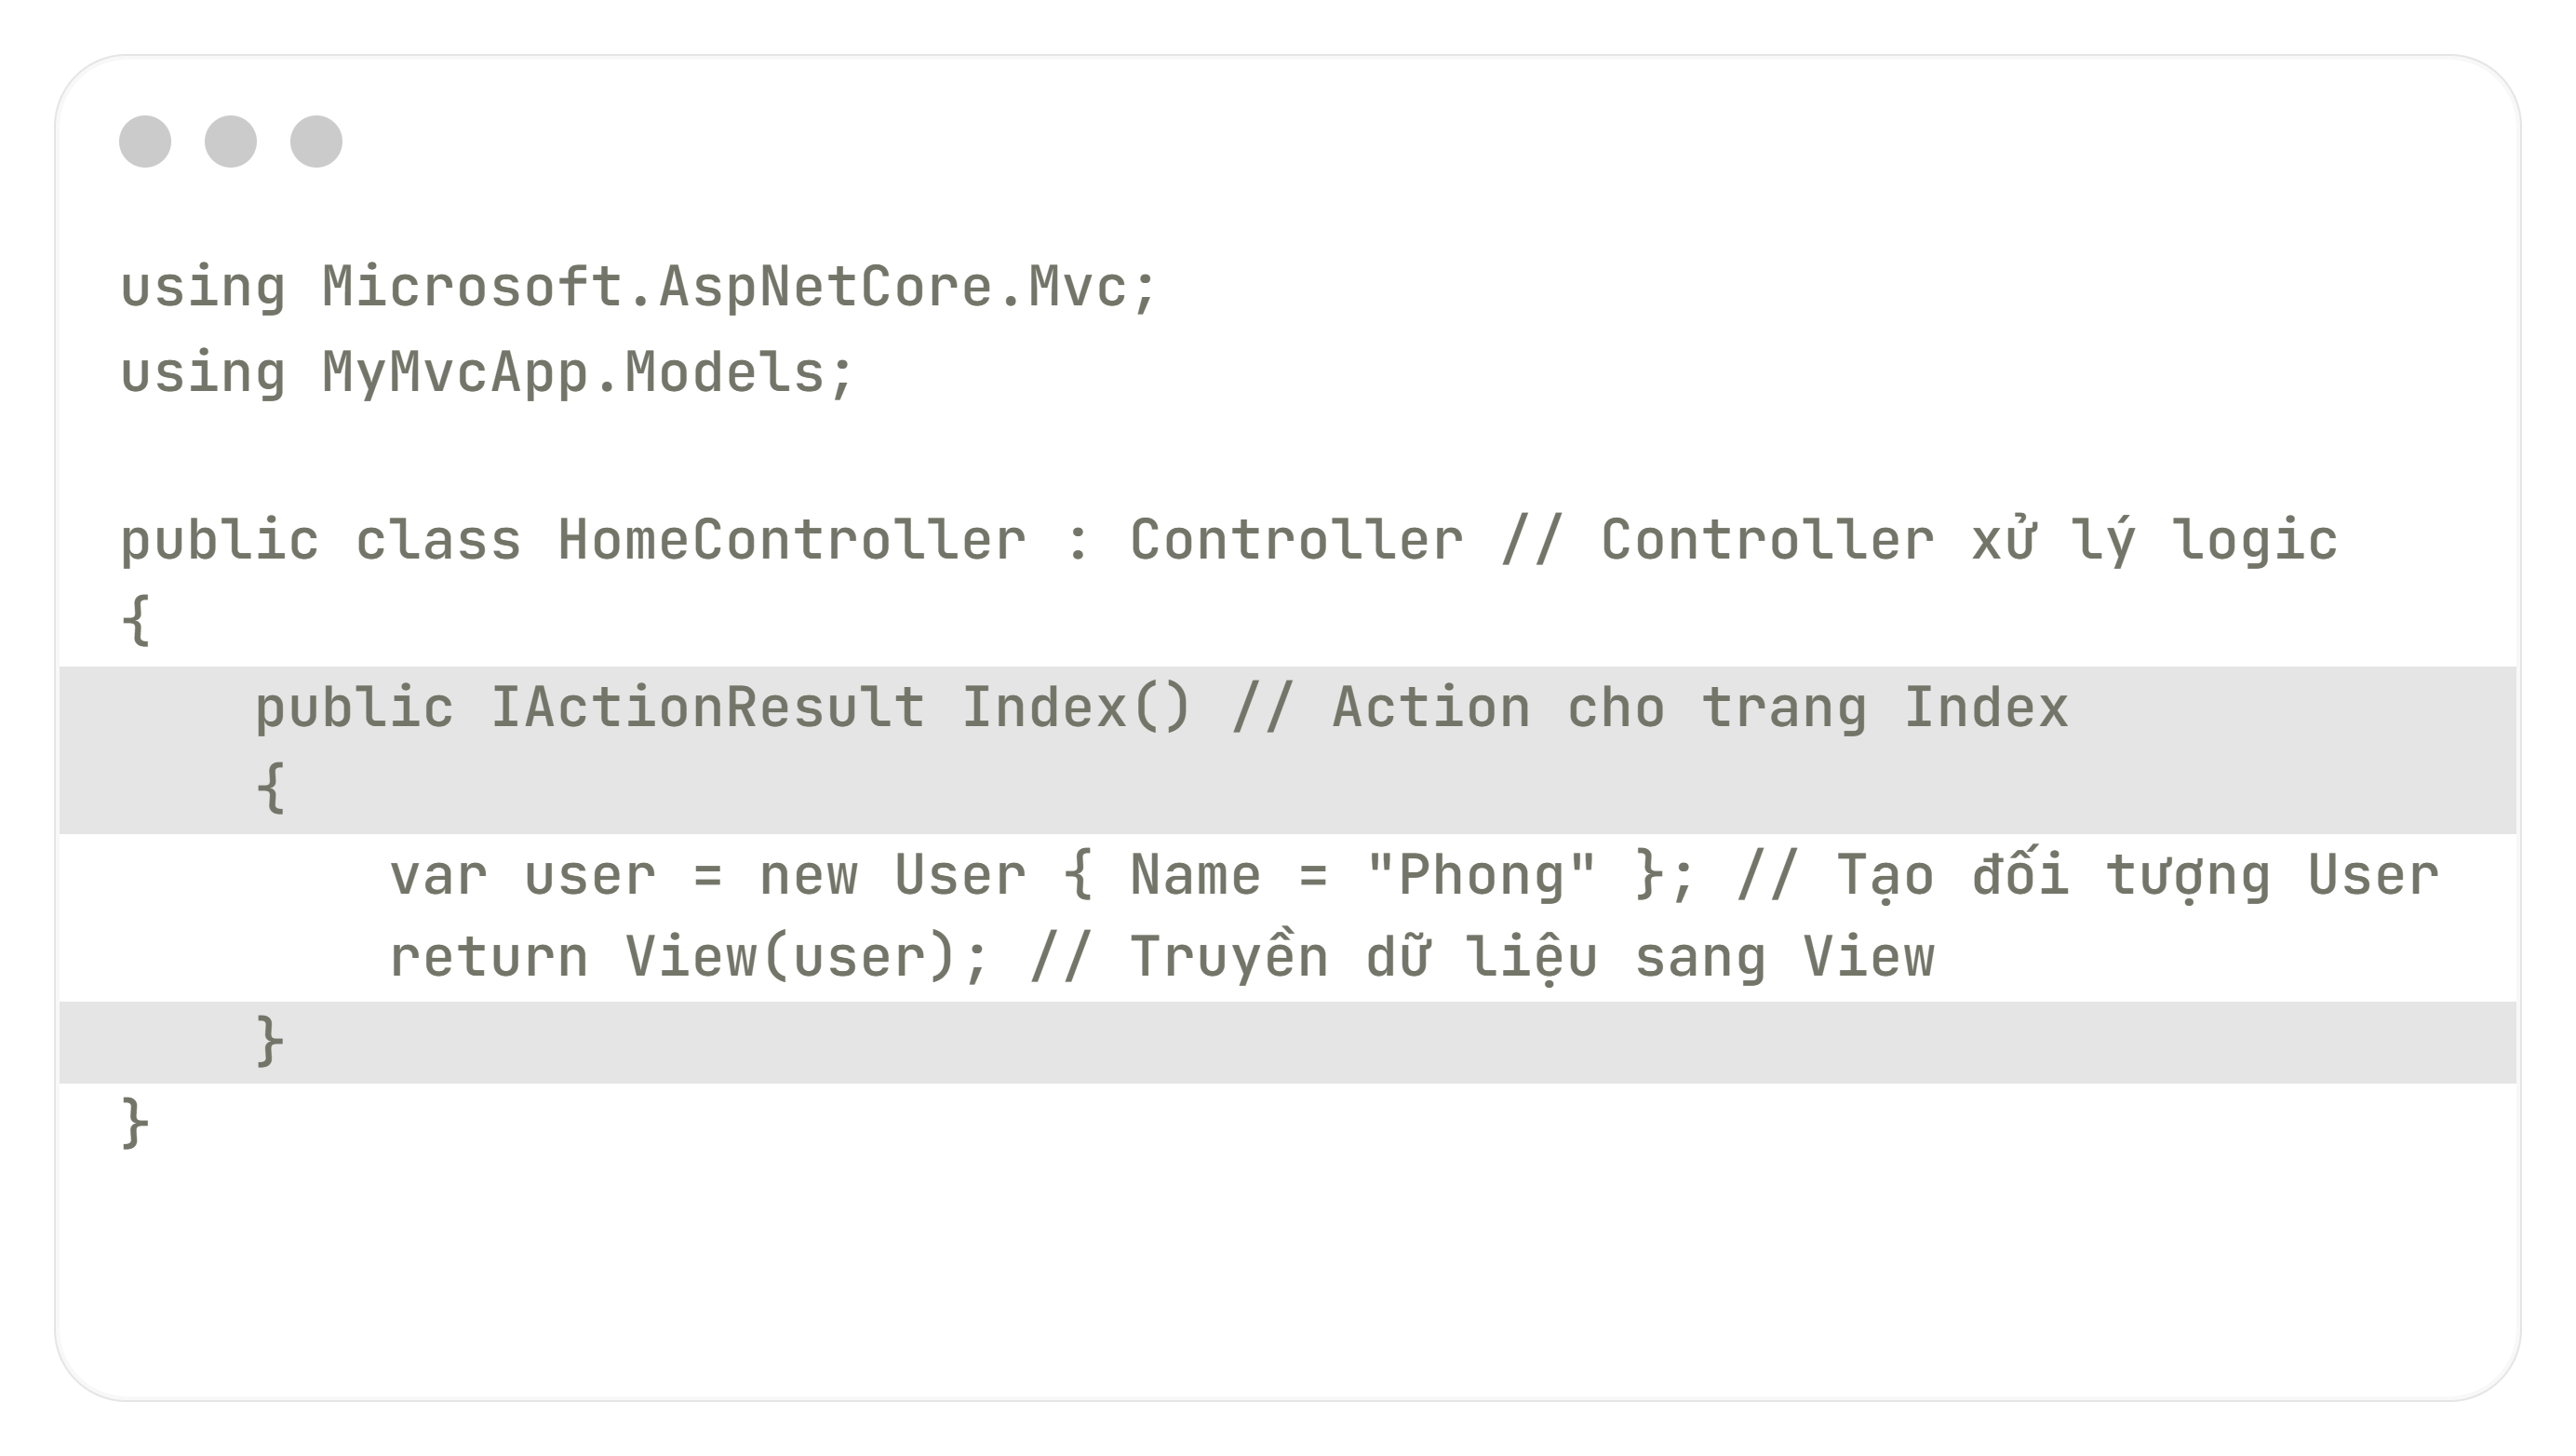 using Microsoft.AspNetCore.Mvc;
using MyMvcApp.Models;

public class HomeController : Controller // Controller xử lý logic
{
    public IActionResult Index() // Action cho trang Index
    {
        var user = new User { Name = "Phong" }; // Tạo đối tượng User
        return View(user); // Truyền dữ liệu sang View
    }
}